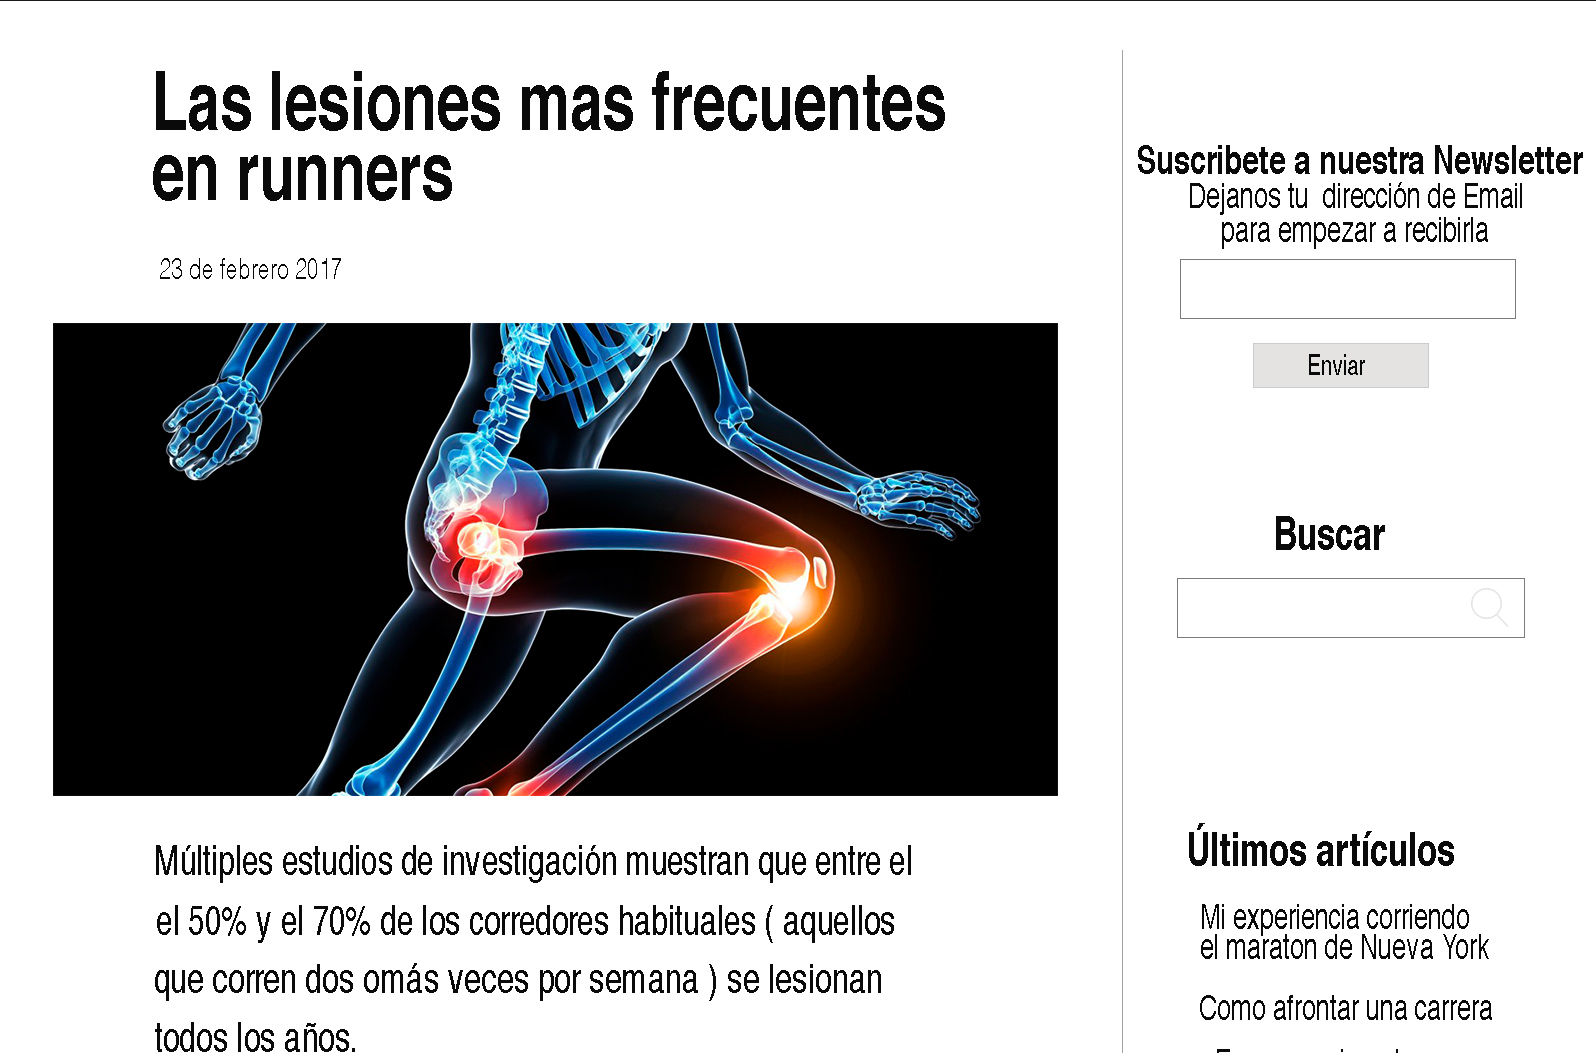 Las lesiones mas frecuentes
en runners
23 de febrero 2017
Múltiples estudios de investigación muestran que entre el
el 50% y el 70% de los corredores habituales ( aquellos
que corren dos omás veces por semana ) se lesionan
todos los años.
Suscribete a nuestra Newsletter
Dejanos tu dirección de Email
para empezar a recibirla
Enviar
Buscar
Últimos artículos
Mi experiencia corriendo
el maraton de Nueva York
Como afrontar una carrera